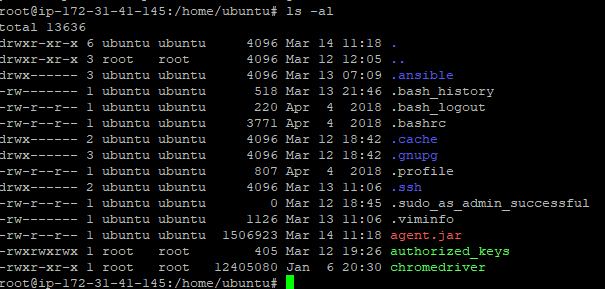 root@ip-172-31-41-145:/home/ubuntu# ls -al
total 13636
drwxr-xr-x 6 ubuntu ubuntu     4096 Mar 14 11:18 .
drwxr-xr-x 3 root   root       4096 Mar 12 12:05 ..
drwx------ 3 ubuntu ubuntu     4096 Mar 13 07:09 .ansible
-rw------- 1 ubuntu ubuntu      518 Mar 13 21:46 .bash_history
-rw-r--r-- 1 ubuntu ubuntu      220 Apr  4  2018 .bash_logout
-rw-r--r-- 1 ubuntu ubuntu     3771 Apr  4  2018 .bashrc
drwx------ 2 ubuntu ubuntu     4096 Mar 12 18:42 .cache
drwx------ 3 ubuntu ubuntu     4096 Mar 12 18:42 .gnupg
-rw-r--r-- 1 ubuntu ubuntu      807 Apr  4  2018 .profile
drwx------ 2 ubuntu ubuntu     4096 Mar 13 11:06 .ssh
-rw-r--r-- 1 ubuntu ubuntu        0 Mar 12 18:45 .sudo_as_admin_successful
-rw------- 1 ubuntu ubuntu     1126 Mar 13 11:06 .viminfo
-rw-r--r-- 1 ubuntu ubuntu  1506923 Mar 14 11:18 agent.jar
-rwxrwxrwx 1 root   root        405 Mar 12 19:26 authorized_keys
-rwxr-xr-x 1 root   root   12405080 Jan  6 20:30 chromedriver
root@ip-172-31-41-145:/home/ubuntu#